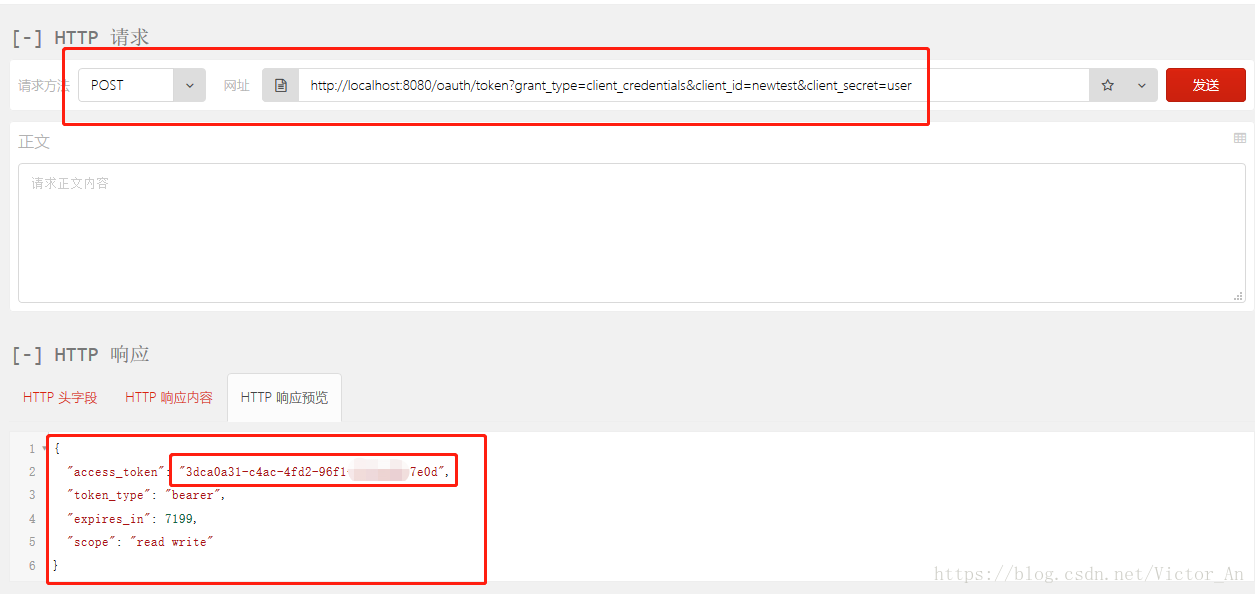 [-] HTTP 请求
请求方法 POST 网址 http://localhost:8080/oauth/token?grant_type=client_credentials&client_id=newtest&client_secret=user 发送
正文
请求正文内容
[-] HTTP 响应
HTTP 头字段 HTTP 响应内容 HTTP 响应预览
1 {
2 "access_token": "3dca0a31-c4ac-4fd2-96f1 7e0d",
3 "token_type": "bearer",
4 "expires_in": 7199,
5 "scope": "read write"
6 }
https://blog.csdn.net/Victor_An